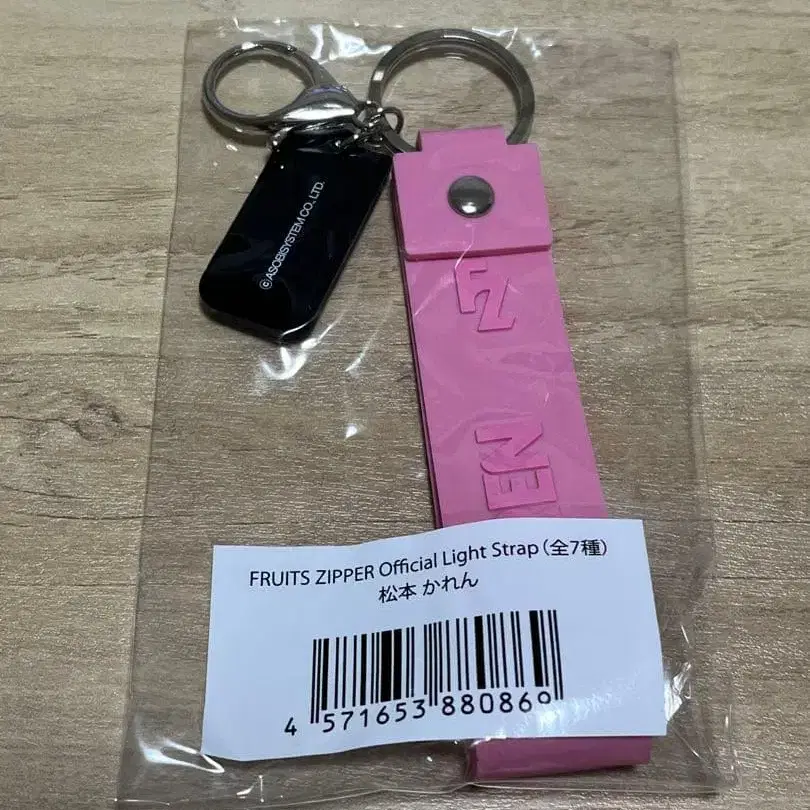 ©ASOBISYSTEM CO., LTD.
FRUITS ZIPPER Official Light Strap (全7種)
松本 かれん
4 571653 880869